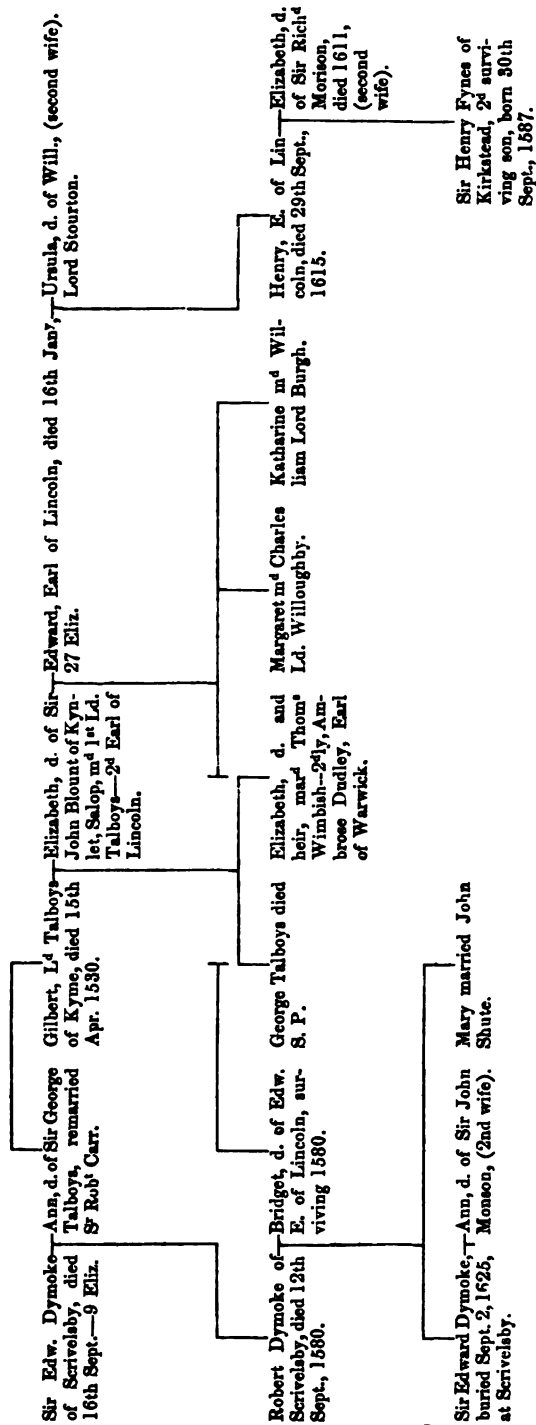 Sir Edw. Dymoke
of Scrivelsby, died
16th Sept.—9 Eliz.
Ann, d. of Sir George
Talboys, remarried
Sr Robt Carr.
Gilbert, Ld Talboys
of Kyme, died 15th
Apr. 1530.
Elizabeth, d. of Sir
John Blount of Kyn-
let, Salop, md 1st Ld.
Talboys—2d Earl of
Lincoln.
Edward, Earl of Lincoln, died 16th Jany,
27 Eliz.
Ursula, d. of Will., (second wife).
Lord Stourton.
Robert Dymoke of
Scrivelsby, died 12th
Sept., 1580.
Bridget, d. of Edw.
E. of Lincoln, sur-
viving 1580.
George Talboys died
S. P.
Elizabeth, d. and
heir, mard Thoms
Wimbish—2dly, Am-
brose Dudley, Earl
of Warwick.
Margaret md Charles
Ld. Willoughby.
Katharine md Wil-
liam Lord Burgh.
Henry, E. of Lin-
coln, died 29th Sept.,
1615.
Elizabeth, d.
of Sir Richd
Morison,
died 1611,
(second
wife).
Sir Edward Dymoke,
buried Sept. 2, 1625,
at Scrivelsby.
Ann, d. of Sir John
Monson, (2nd wife).
Mary married John
Shute.
Sir Henry Fynes of
Kirkstead, 2d survi-
ving son, born 30th
Sept., 1587.